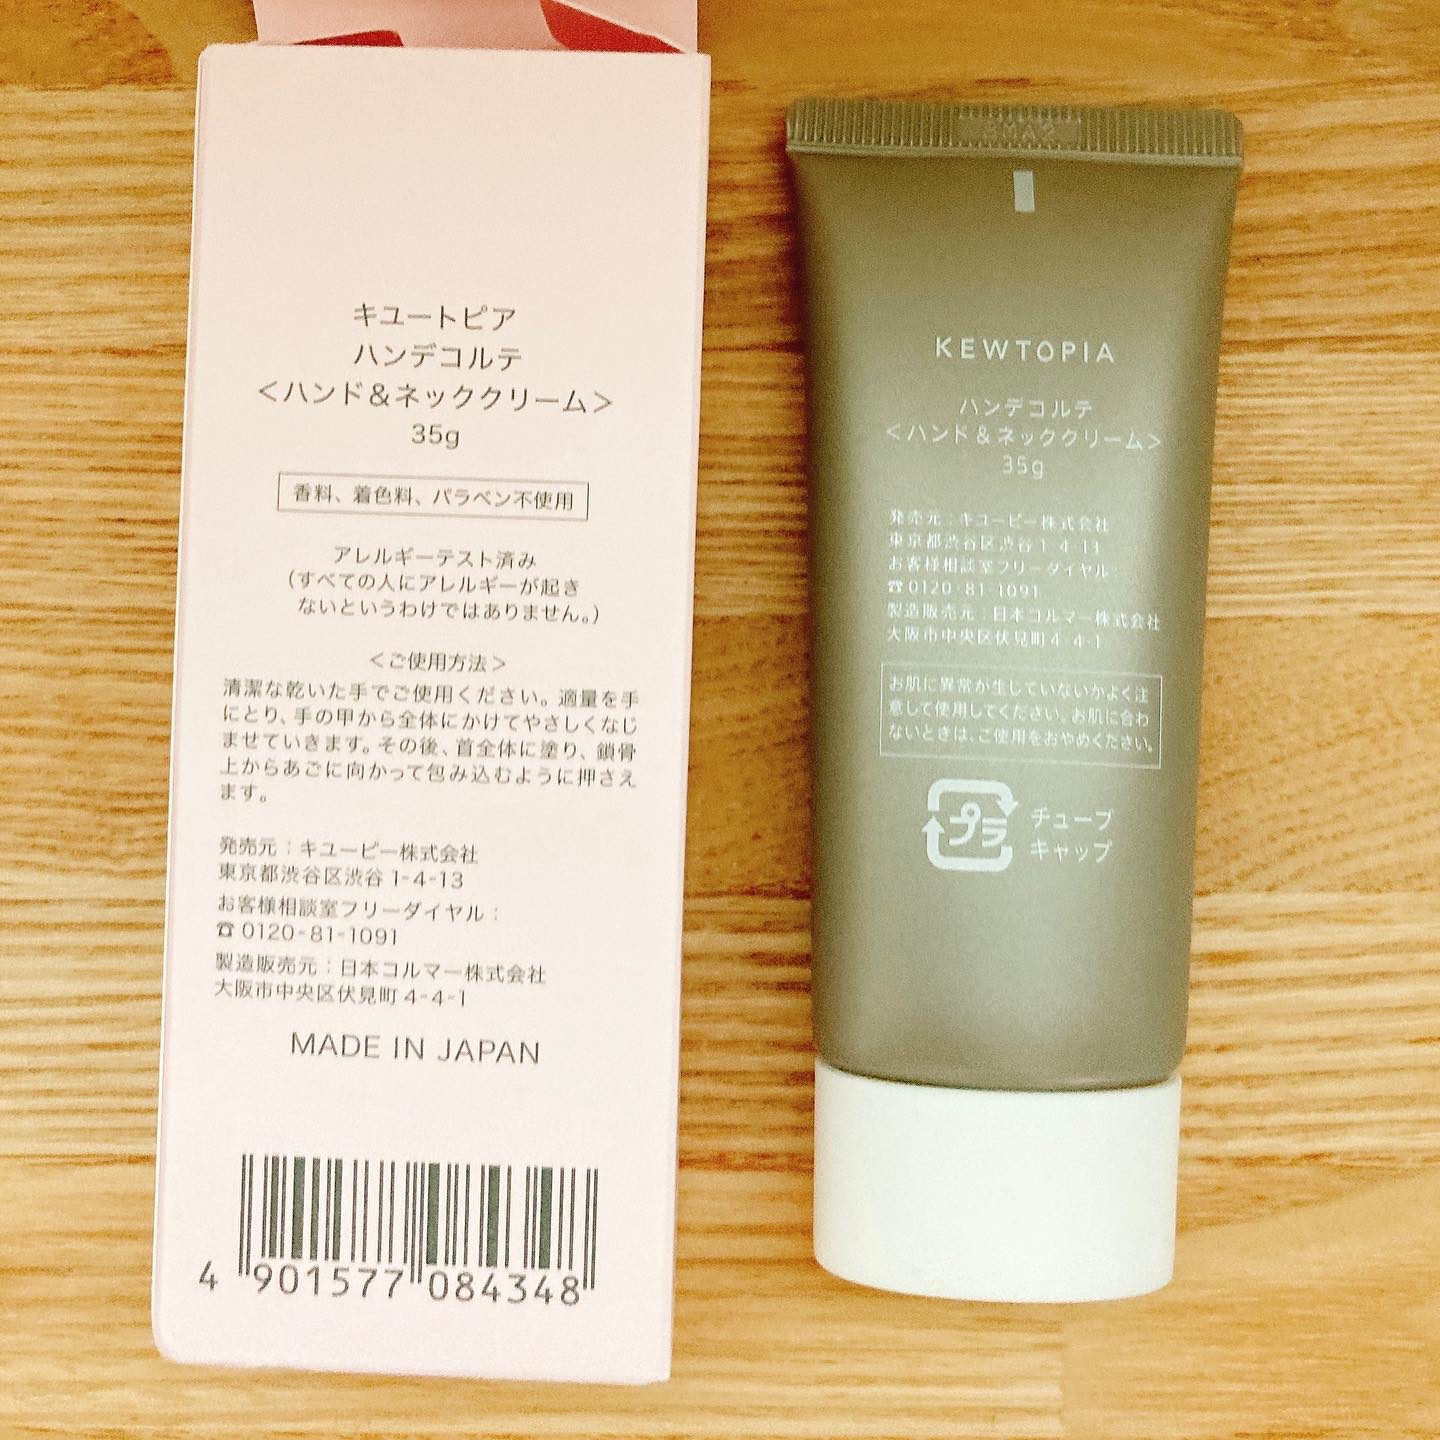 キユートピア
ハンデコルテ
<ハンド&ネッククリーム>
35g
香料、着色料、パラベン不使用
アレルギーテスト済み
(すべての人にアレルギーが起き
ないというわけではありません。)
<ご使用方法>
清潔な乾いた手でご使用ください。適量を手
にとり、手の甲から全体にかけてやさしくなじ
ませていきます。その後、首全体に塗り、鎖骨
上からあごに向かって包み込むように押さえ
ます。
発売元:キユーピー株式会社
東京都渋谷区渋谷 1-4-13
お客様相談室フリーダイヤル:
☎ 0120-81-1091
製造販売元:日本コルマー株式会社
大阪市中央区伏見町 4-4-1
MADE IN JAPAN
4 901577 084348
KEWTOPIA
ハンデコルテ
<ハンド&ネッククリーム>
35g
発売元:キユーピー株式会社
東京都渋谷区渋谷 1-4-13
お客様相談室フリーダイヤル:
☎ 0120-81-1091
製造販売元:日本コルマー株式会社
大阪市中央区伏見町 4-4-1
お肌に異常が生じていないかよく注
意して使用してください。お肌に合わ
ないときは、ご使用をおやめください。
プラ
チューブ
キャップ